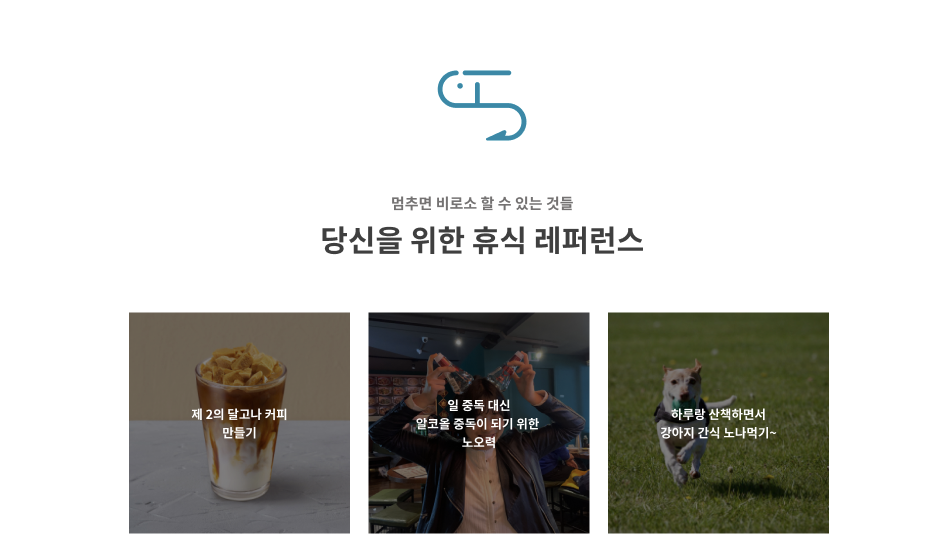 멈추면 비로소 할 수 있는 것들
당신을 위한 휴식 레퍼런스
제 2의 달고나 커피
만들기
일 중독 대신
알코올 중독이 되기 위한
노오력
하루랑 산책하면서
강아지 간식 노나먹기~